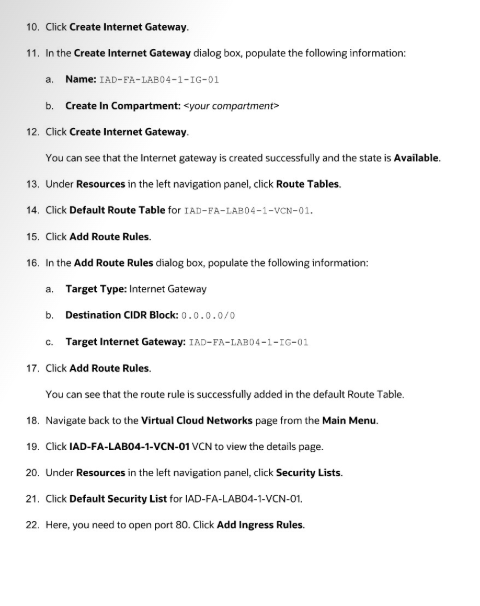 10. Click Create Internet Gateway.
11. In the Create Internet Gateway dialog box, populate the following information:
a. Name: IAD-FA-LAB04-1-IG-01
b. Create In Compartment: <your compartment>
12. Click Create Internet Gateway.
You can see that the Internet gateway is created successfully and the state is Available.
13. Under Resources in the left navigation panel, click Route Tables.
14. Click Default Route Table for IAD-FA-LAB04-1-VCN-01.
15. Click Add Route Rules.
16. In the Add Route Rules dialog box, populate the following information:
a. Target Type: Internet Gateway
b. Destination CIDR Block: 0.0.0.0/0
c. Target Internet Gateway: IAD-FA-LAB04-1-IG-01
17. Click Add Route Rules.
You can see that the route rule is successfully added in the default Route Table.
18. Navigate back to the Virtual Cloud Networks page from the Main Menu.
19. Click IAD-FA-LAB04-1-VCN-01 VCN to view the details page.
20. Under Resources in the left navigation panel, click Security Lists.
21. Click Default Security List for IAD-FA-LAB04-1-VCN-01.
22. Here, you need to open port 80. Click Add Ingress Rules.